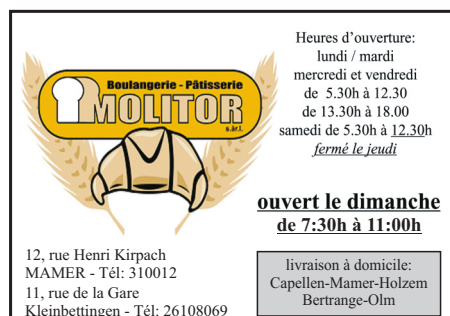 Boulangerie - Pâtisserie
MOLITOR
s.àr.l.
Heures d'ouverture:
lundi / mardi
mercredi et vendredi
de 5.30h à 12.30
de 13.30h à 18.00
samedi de 5.30h à 12.30h
fermé le jeudi
ouvert le dimanche
de 7:30h à 11:00h
12, rue Henri Kirpach
MAMER - Tél: 310012
11, rue de la Gare
Kleinbettingen - Tél: 26108069
livraison à domicile:
Capellen-Mamer-Holzem
Bertrange-Olm